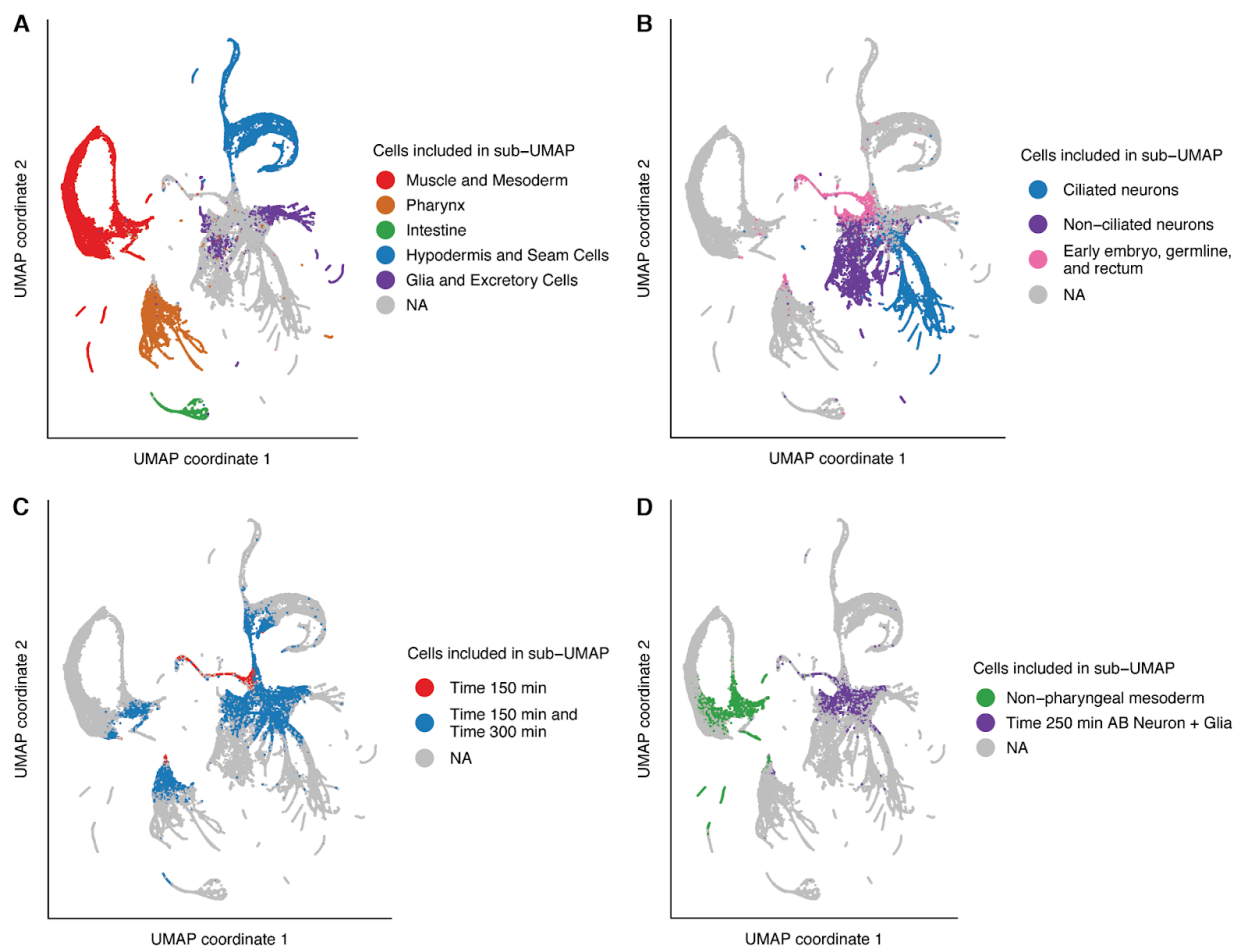 A
UMAP coordinate 2
UMAP coordinate 1
Cells included in sub-UMAP
Muscle and Mesoderm
Pharynx
Intestine
Hypodermis and Seam Cells
Glia and Excretory Cells
NA
B
UMAP coordinate 2
UMAP coordinate 1
Cells included in sub-UMAP
Ciliated neurons
Non-ciliated neurons
Early embryo, germline,
and rectum
NA
C
UMAP coordinate 2
UMAP coordinate 1
Cells included in sub-UMAP
Time 150 min
Time 150 min and
Time 300 min
NA
D
UMAP coordinate 2
UMAP coordinate 1
Cells included in sub-UMAP
Non-pharyngeal mesoderm
Time 250 min AB Neuron + Glia
NA